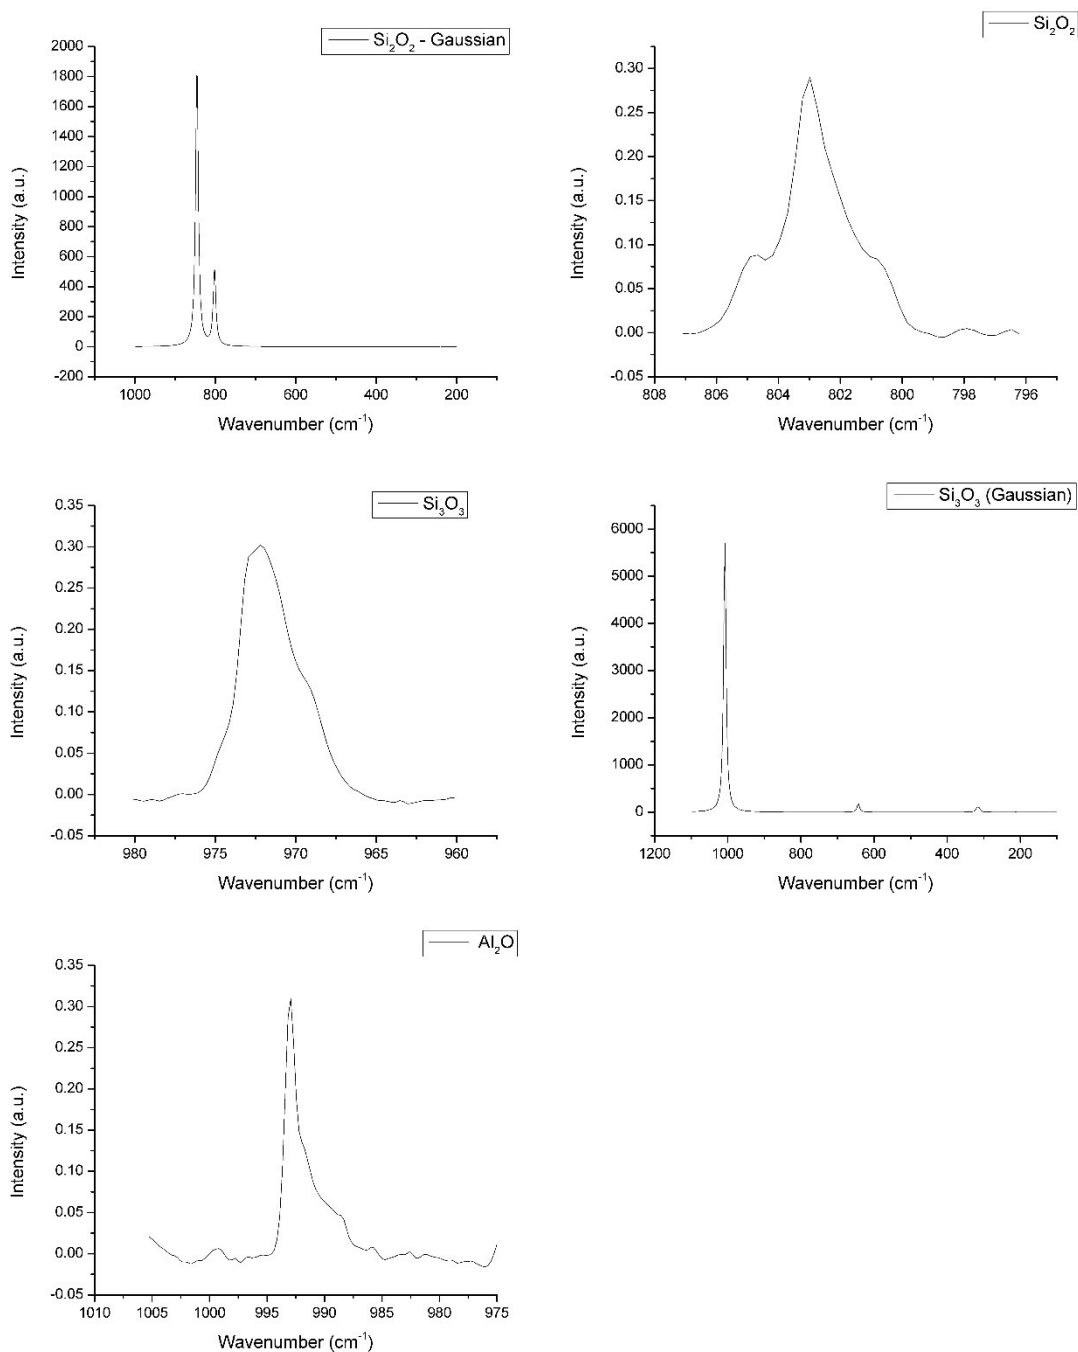 Si₂O₂ - Gaussian
2000
1800
1600
1400
1200
1000
800
600
400
200
0
-200
Intensity (a.u.)
1000 800 600 400 200
Wavenumber (cm⁻¹)
Si₂O₂
0.30
0.25
0.20
0.15
0.10
0.05
0.00
-0.05
Intensity (a.u.)
808 806 804 802 800 798 796
Wavenumber (cm⁻¹)
Si₃O₃
0.35
0.30
0.25
0.20
0.15
0.10
0.05
0.00
-0.05
Intensity (a.u.)
980 975 970 965 960
Wavenumber (cm⁻¹)
Si₃O₃ (Gaussian)
6000
5000
4000
3000
2000
1000
0
Intensity (a.u.)
1200 1000 800 600 400 200
Wavenumber (cm⁻¹)
Al₂O
0.35
0.30
0.25
0.20
0.15
0.10
0.05
0.00
-0.05
Intensity (a.u.)
1010 1005 1000 995 990 985 980 975
Wavenumber (cm⁻¹)